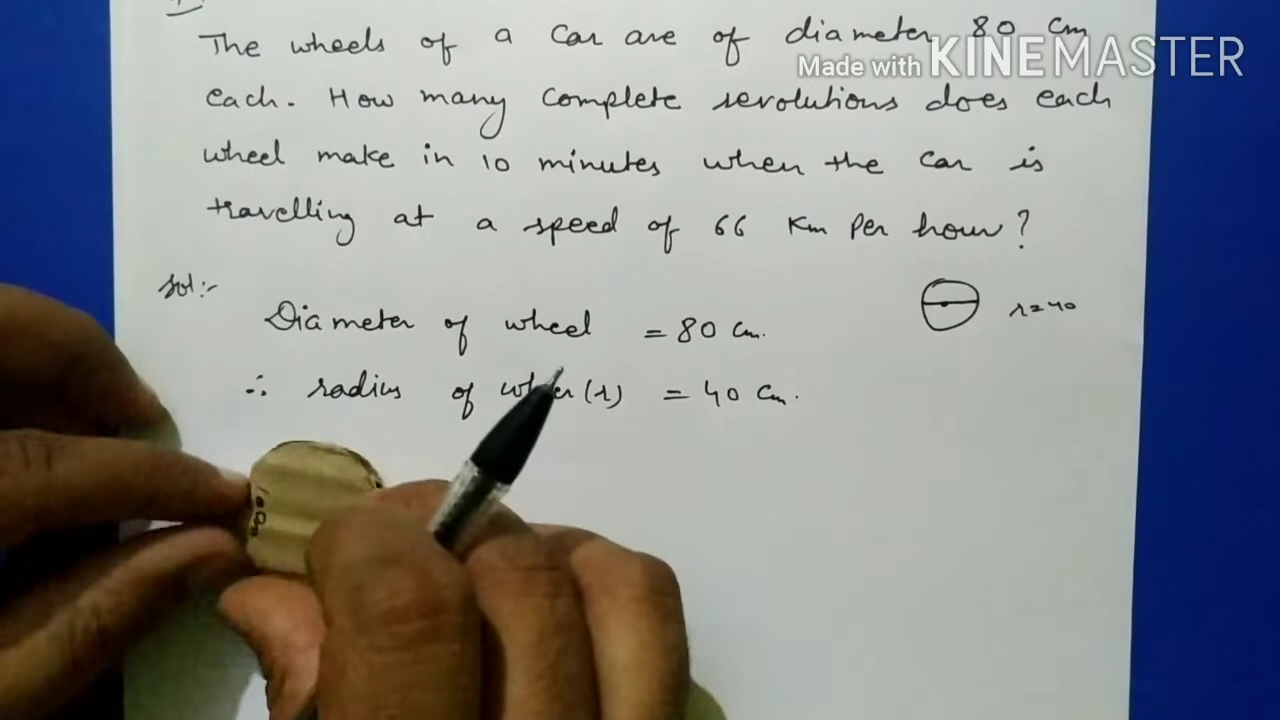 The wheels of a car are of diameter 80 cm
Made with KINEMASTER
each. How many complete revolutions does each
wheel make in 10 minutes when the car is
travelling at a speed of 66 Km per hour?
Sol:-
Diameter of wheel = 80 cm.
r=40
∴ radius of (r) = 40 cm.